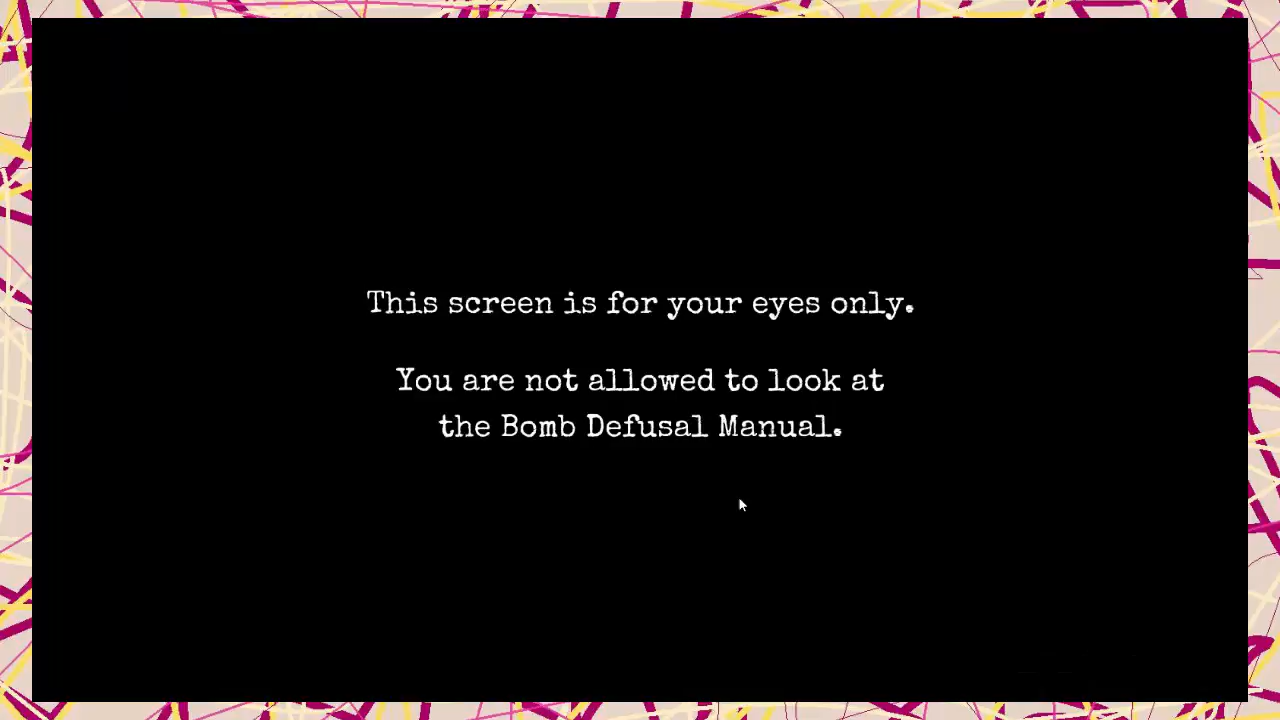 This screen is for your eyes only.
You are not allowed to look at
the Bomb Defusal Manual.